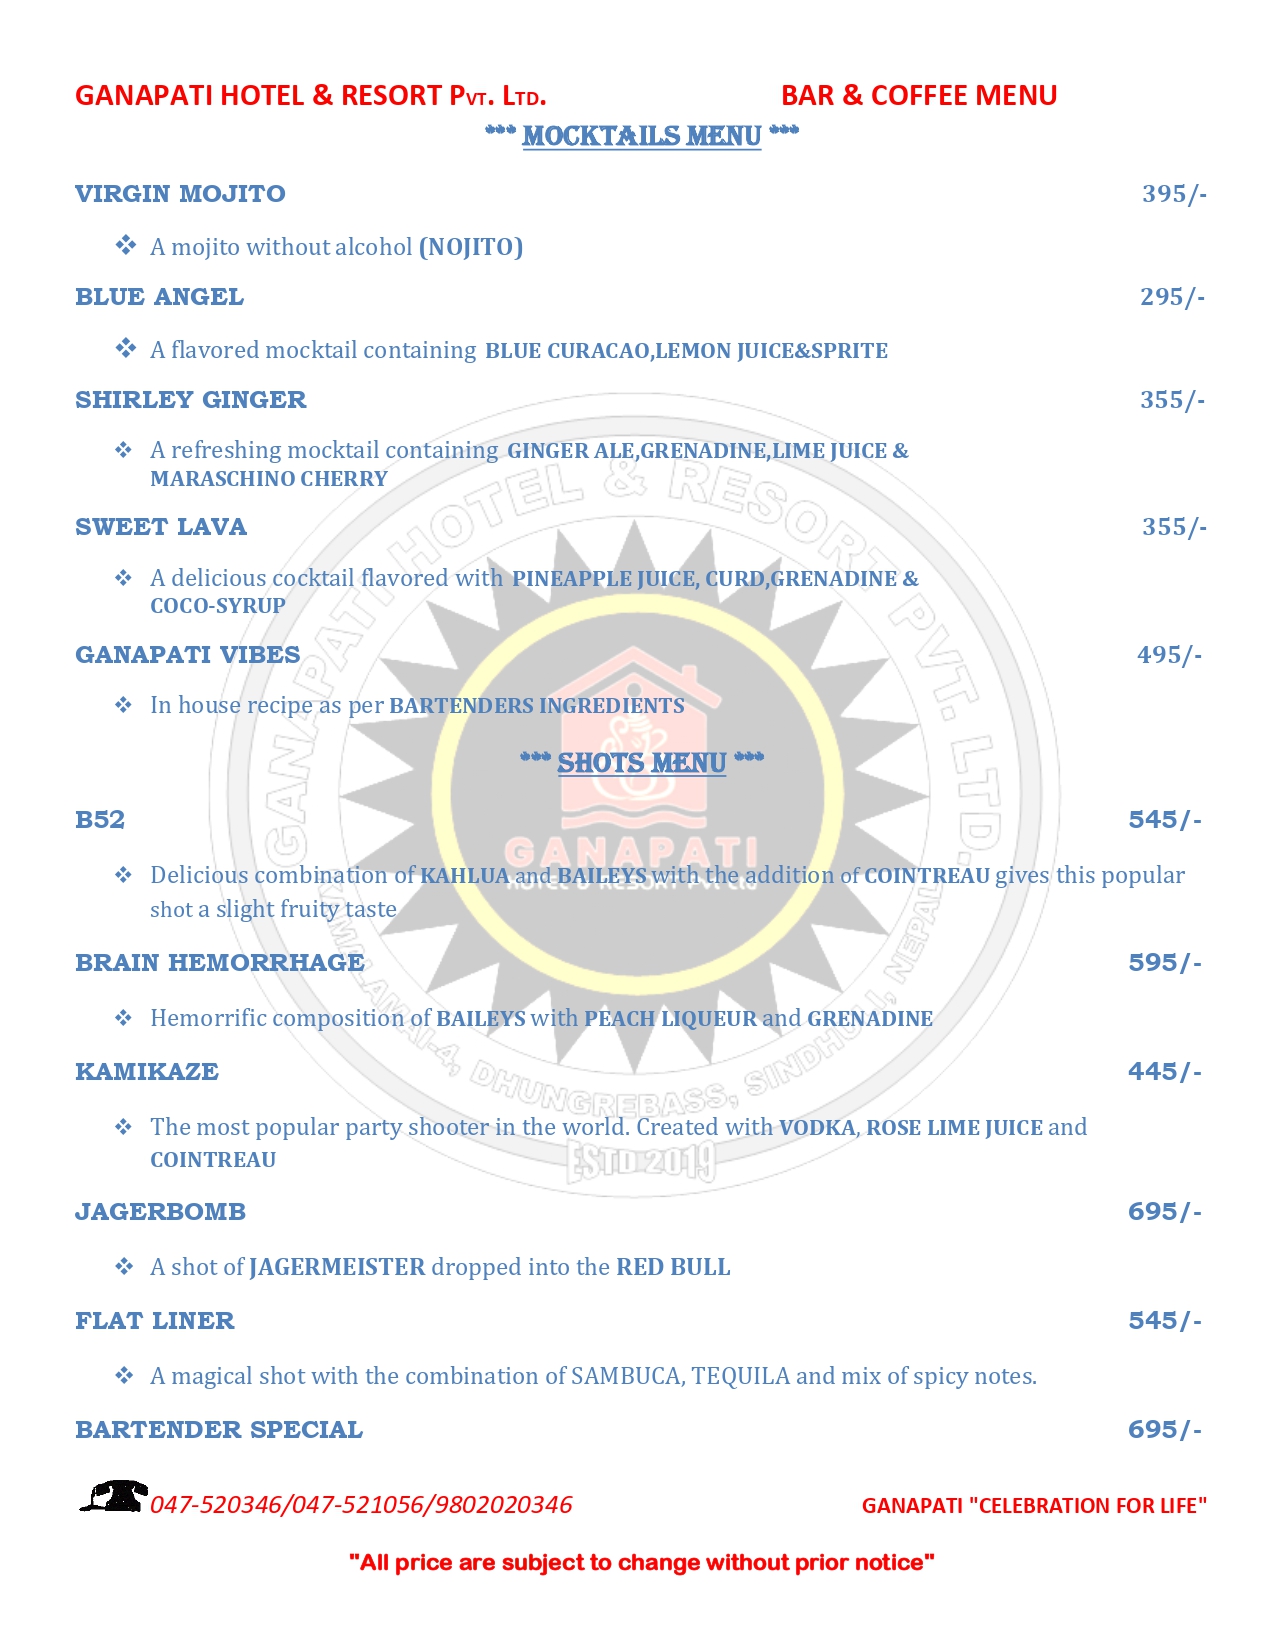 GANAPATI HOTEL & RESORT PVT. LTD. BAR & COFFEE MENU
*** MOCKTAILS MENU ***
VIRGIN MOJITO 395/-
❖ A mojito without alcohol (NOJITO)
BLUE ANGEL 295/-
❖ A flavored mocktail containing BLUE CURACAO,LEMON JUICE&SPRITE
SHIRLEY GINGER 355/-
❖ A refreshing mocktail containing GINGER ALE,GRENADINE,LIME JUICE &
MARASCHINO CHERRY
SWEET LAVA 355/-
❖ A delicious cocktail flavored with PINEAPPLE JUICE, CURD,GRENADINE &
COCO-SYRUP
GANAPATI VIBES 495/-
❖ In house recipe as per BARTENDERS INGREDIENTS
*** SHOTS MENU ***
B52 545/-
❖ Delicious combination of KAHLUA and BAILEYS with the addition of COINTREAU gives this popular
shot a slight fruity taste
BRAIN HEMORRHAGE 595/-
❖ Hemorrific composition of BAILEYS with PEACH LIQUEUR and GRENADINE
KAMIKAZE 445/-
❖ The most popular party shooter in the world. Created with VODKA, ROSE LIME JUICE and
COINTREAU
JAGERBOMB 695/-
❖ A shot of JAGERMEISTER dropped into the RED BULL
FLAT LINER 545/-
❖ A magical shot with the combination of SAMBUCA, TEQUILA and mix of spicy notes.
BARTENDER SPECIAL 695/-
047-520346/047-521056/9802020346 GANAPATI "CELEBRATION FOR LIFE"
"All price are subject to change without prior notice"
GANAPATI HOTEL & RESORT PVT. LTD.
GANAPATI
HOTEL & RESORT PVT LTD
KAMALAMAI-4, DHUNGREBASS, SINDHULI, NEPAL
ESTD 2019